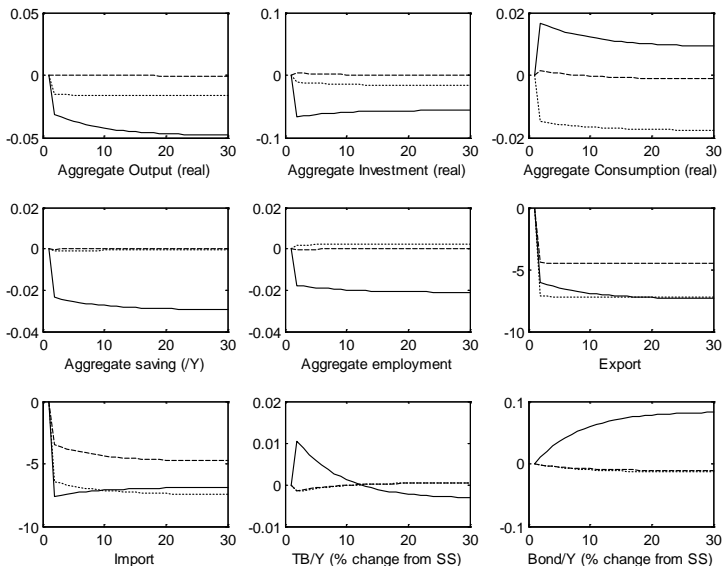 0.05 0.1 0.02
0 0 0
-0.05 -0.1 -0.02
0 10 20 30 0 10 20 30 0 10 20 30
Aggregate Output (real) Aggregate Investment (real) Aggregate Consumption (real)
0.02 0.02 0
0 0
-5
-0.02 -0.02
-0.04 -0.04 -10
0 10 20 30 0 10 20 30 0 10 20 30
Aggregate saving (/Y) Aggregate employment Export
0 0.02 0.1
0.01
-5 0
0
-10 -0.01 -0.1
0 10 20 30 0 10 20 30 0 10 20 30
Import TB/Y (% change from SS) Bond/Y (% change from SS)